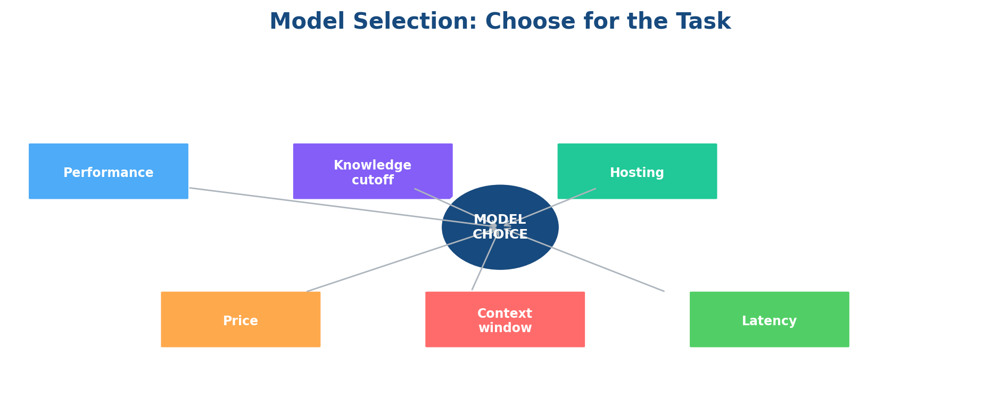 Model Selection: Choose for the Task
Performance
Knowledge
cutoff
Hosting
MODEL
CHOICE
Price
Context
window
Latency